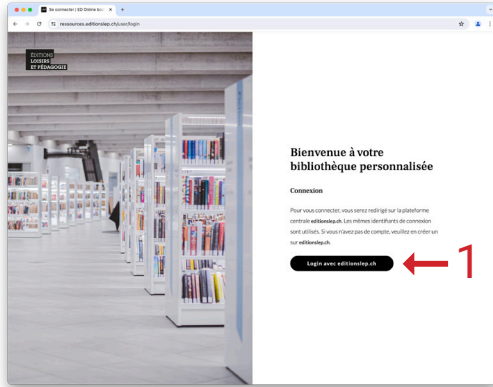 Se connecter | 3D Online
ressources.editionslep.ch/user/login
EDITIONS
LOISIRS
ET PÉDAGOGIE
Bienvenue à votre
bibliothèque personnalisée
Connexion
Pour vous connecter, vous serez redirigé sur la plateforme
centrale editionslep.ch. Les mêmes identifiants de connexion
sont utilisés. Si vous n'avez pas de compte, veuillez en créer un
sur editionslep.ch.
Login avec editionslep.ch
1